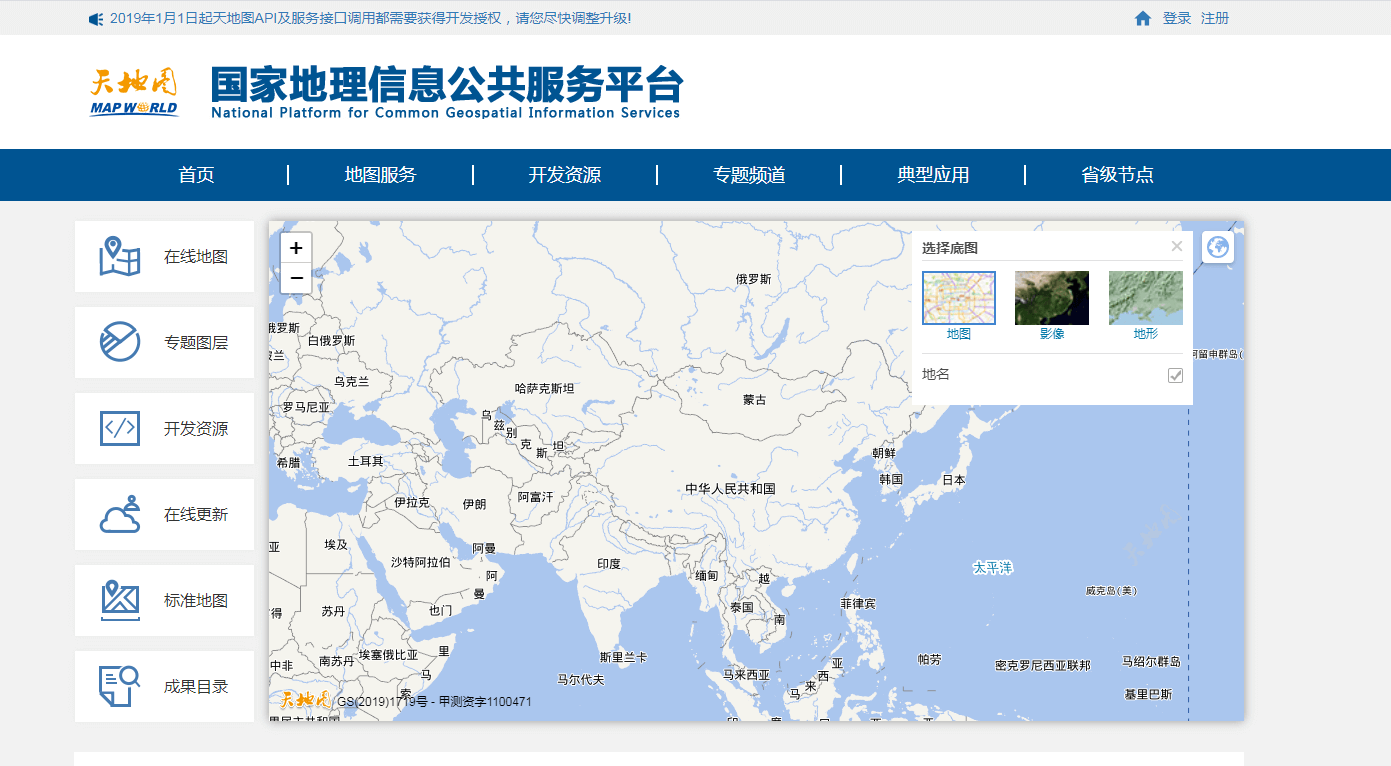 2019年1月1日起天地图API及服务接口调用都需要获得开发授权，请您尽快调整升级!
登录 注册
天地图
MAP WORLD
国家地理信息公共服务平台
National Platform for Common Geospatial Information Services
首页 地图服务 开发资源 专题频道 典型应用 省级节点
在线地图
专题图层
开发资源
在线更新
标准地图
成果目录
+
−
选择底图 ×
地图 影像 地形
地名
俄罗斯
俄罗斯
白俄罗斯
波兰
乌克兰
罗马尼亚
哈萨克斯坦
蒙古
阿留申群岛(
乌兹别克斯坦
希腊
土耳其
朝鲜
韩国
日本
伊拉克
伊朗
阿富汗
中华人民共和国
亚
埃及
沙特阿拉伯
阿曼
阿曼
印度
缅甸
越南
太平洋
威克岛(美)
得
苏丹
也门
泰国
菲律宾
中非
南苏丹
埃塞俄比亚
索马里
斯里兰卡
马尔代夫
马来西亚
马来西亚
帕劳
密克罗尼西亚联邦
马绍尔群岛
基里巴斯
天地图 GS(2019)1719号 - 甲测资字1100471